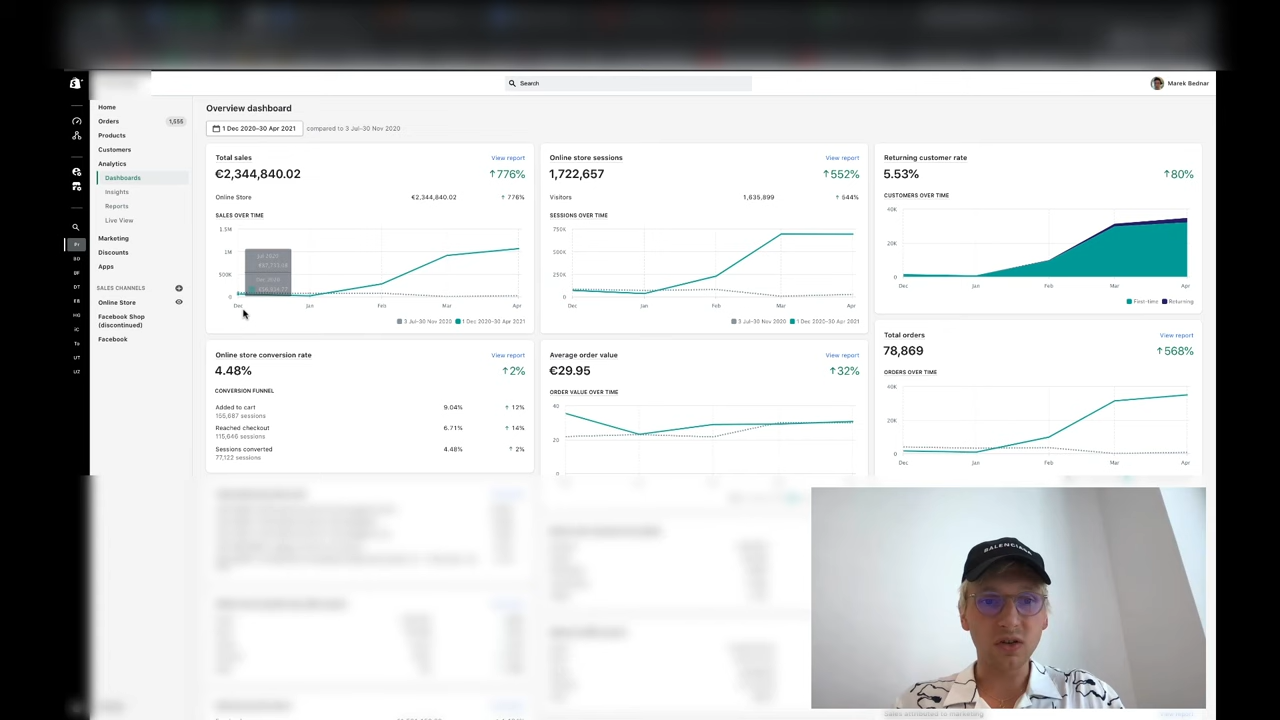 Search
Marek Bednar
Home
Orders 1,555
Products
Customers
Analytics
Dashboards
Insights
Reports
Live View
Marketing
Discounts
Apps
SALES CHANNELS
Online Store
Facebook Shop
(discontinued)
Facebook
Overview dashboard
1 Dec 2020–30 Apr 2021 compared to 3 Jul–30 Nov 2020
Total sales View report
€2,344,840.02 ↑776%
Online Store €2,344,840.02 ↑ 776%
SALES OVER TIME
1.5M
1M
500K
0
Dec Jan Feb Mar Apr
3 Jul–30 Nov 2020 1 Dec 2020–30 Apr 2021
Online store sessions View report
1,722,657 ↑552%
Visitors 1,635,899 ↑ 544%
SESSIONS OVER TIME
750K
500K
250K
0
Dec Jan Feb Mar Apr
3 Jul–30 Nov 2020 1 Dec 2020–30 Apr 2021
Returning customer rate
5.53% ↑80%
CUSTOMERS OVER TIME
40K
20K
0
Dec Jan Feb Mar Apr
First-time Returning
Online store conversion rate View report
4.48% ↑2%
CONVERSION FUNNEL
Added to cart 9.04% ↑ 12%
155,687 sessions
Reached checkout 6.71% ↑ 14%
115,646 sessions
Sessions converted 4.48% ↑ 2%
77,122 sessions
Average order value View report
€29.95 ↑32%
ORDER VALUE OVER TIME
40
20
0
Total orders View report
78,869 ↑568%
ORDERS OVER TIME
40K
20K
0
Dec Jan Feb Mar Apr
BALENCIAGA